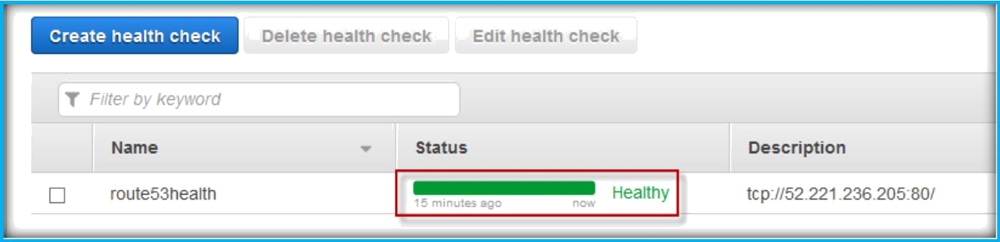 Create health check Delete health check Edit health check
Filter by keyword
Name Status Description
route53health Healthy tcp://52.221.236.205:80/
15 minutes ago now